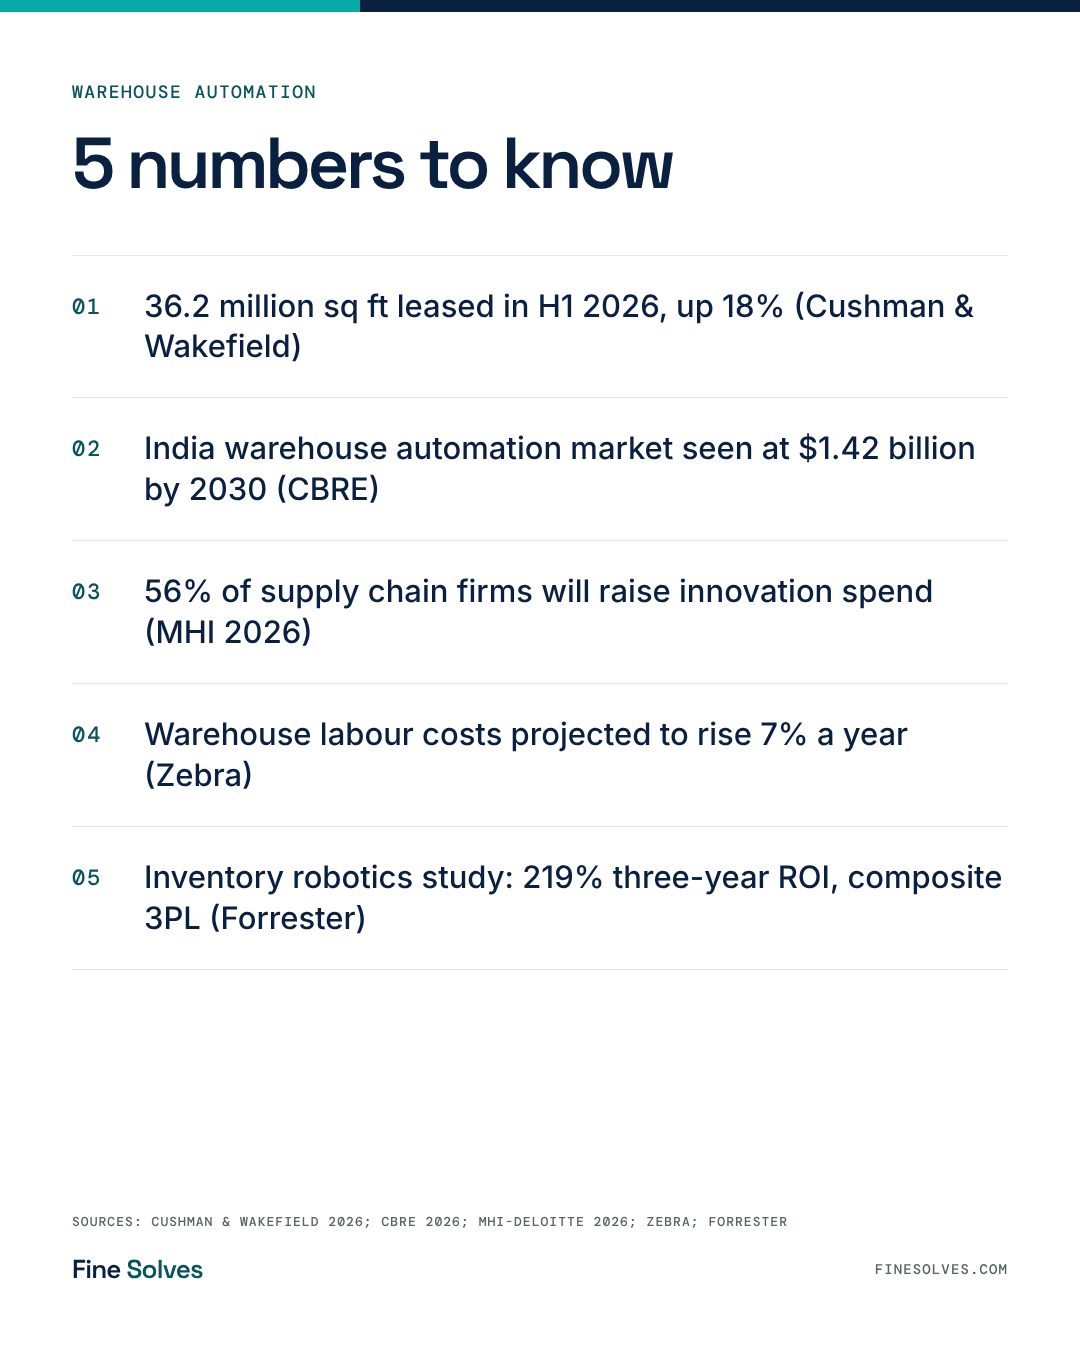 WAREHOUSE AUTOMATION
5 numbers to know
01
36.2 million sq ft leased in H1 2026, up 18% (Cushman &
Wakefield)
02
India warehouse automation market seen at $1.42 billion
by 2030 (CBRE)
03
56% of supply chain firms will raise innovation spend
(MHI 2026)
04
Warehouse labour costs projected to rise 7% a year
(Zebra)
05
Inventory robotics study: 219% three-year ROI, composite
3PL (Forrester)
SOURCES: CUSHMAN & WAKEFIELD 2026; CBRE 2026; MHI-DELOITTE 2026; ZEBRA; FORRESTER
Fine Solves
FINESOLVES.COM